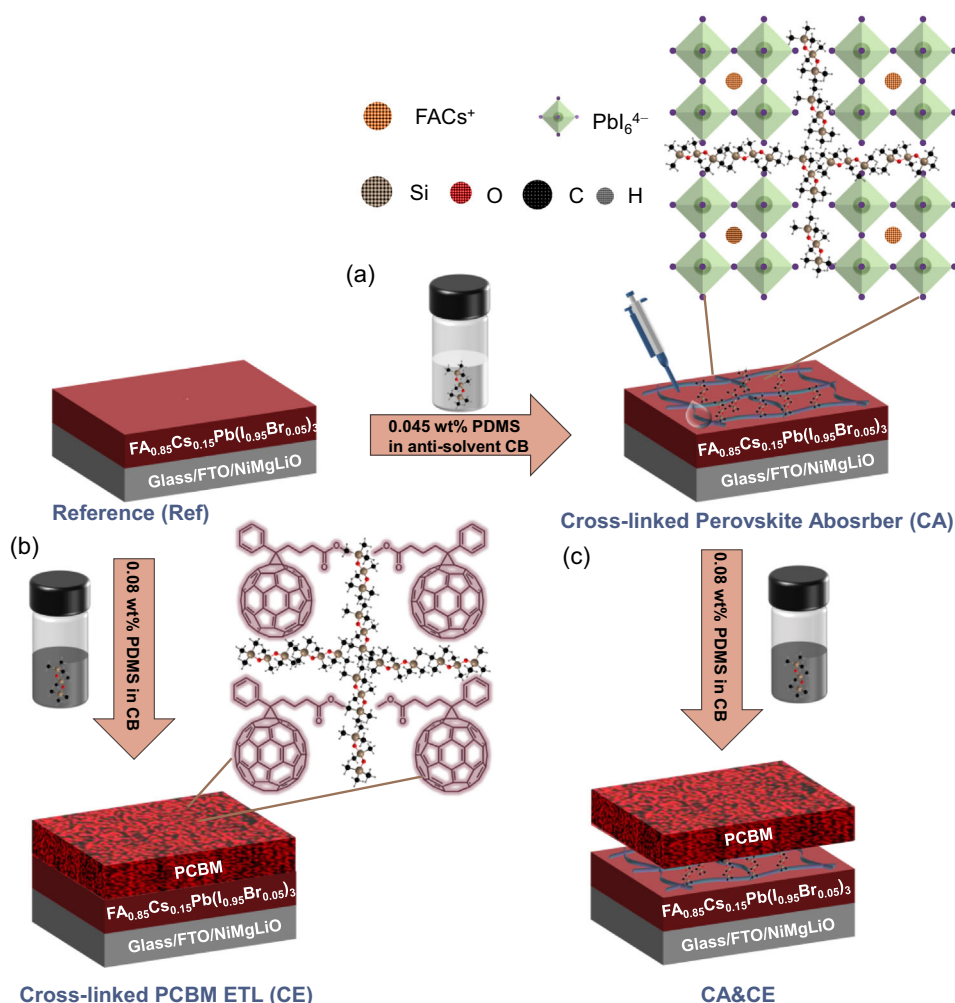 FACs⁺
PbI₆⁴⁻
Si
O
C
H
(a)
0.045 wt% PDMS
in anti-solvent CB
FA₀.₈₅Cs₀.₁₅Pb(I₀.₉₅Br₀.₀₅)₃
Glass/FTO/NiMgLiO
Reference (Ref)
FA₀.₈₅Cs₀.₁₅Pb(I₀.₉₅Br₀.₀₅)₃
Glass/FTO/NiMgLiO
Cross-linked Perovskite Abosrber (CA)
(b)
0.08 wt% PDMS
in CB
O
O
O
O
O
O
O
O
PCBM
FA₀.₈₅Cs₀.₁₅Pb(I₀.₉₅Br₀.₀₅)₃
Glass/FTO/NiMgLiO
Cross-linked PCBM ETL (CE)
(c)
0.08 wt% PDMS
in CB
PCBM
FA₀.₈₅Cs₀.₁₅Pb(I₀.₉₅Br₀.₀₅)₃
Glass/FTO/NiMgLiO
CA&CE